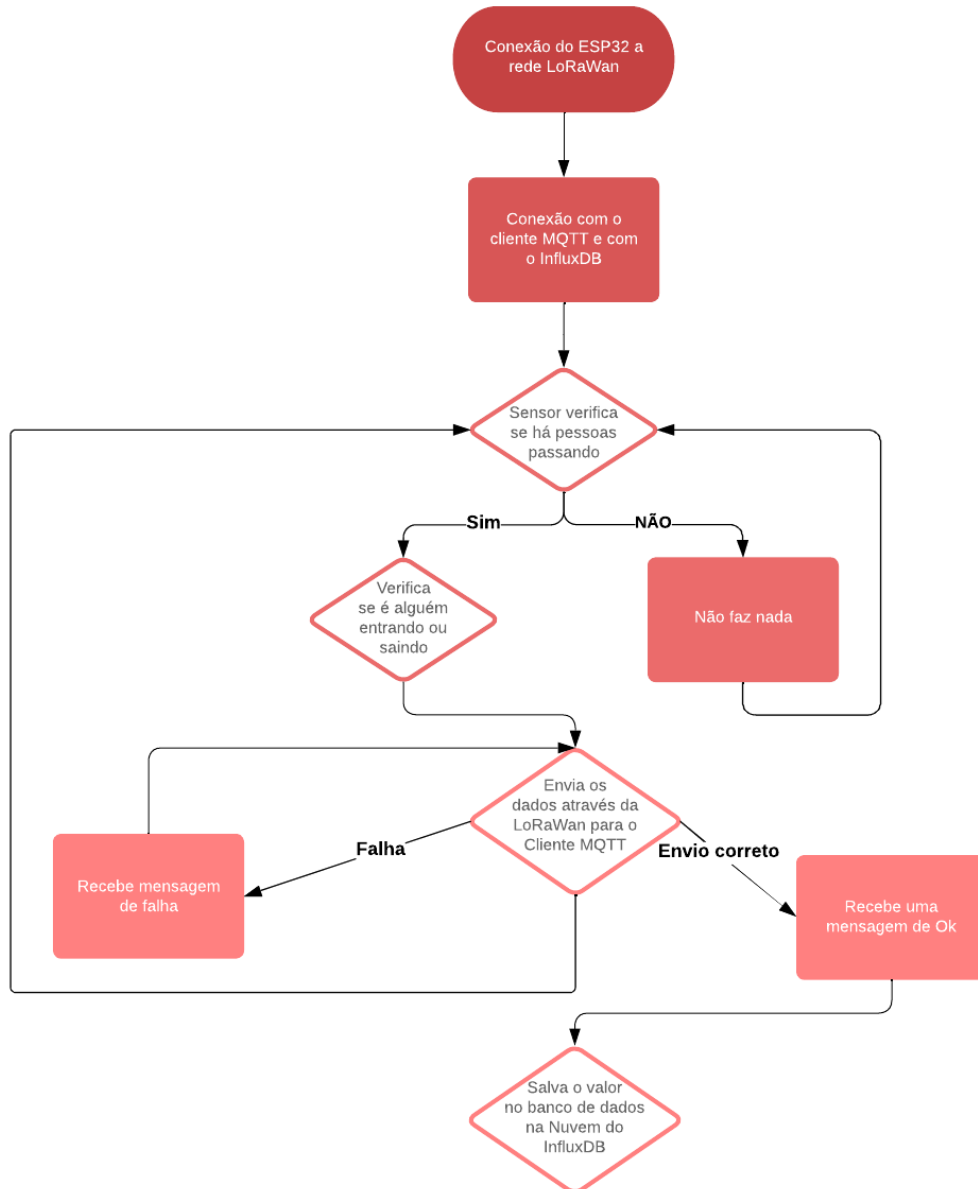 Conexão do ESP32 a
rede LoRaWan
Conexão com o
cliente MQTT e com
o InfluxDB
Sensor verifica
se há pessoas
passando
Sim
NÃO
Verifica
se é alguém
entrando ou
saindo
Não faz nada
Envia os
dados através da
LoRaWan para o
Cliente MQTT
Falha
Envio correto
Recebe mensagem
de falha
Recebe uma
mensagem de Ok
Salva o valor
no banco de dados
na Nuvem do
InfluxDB